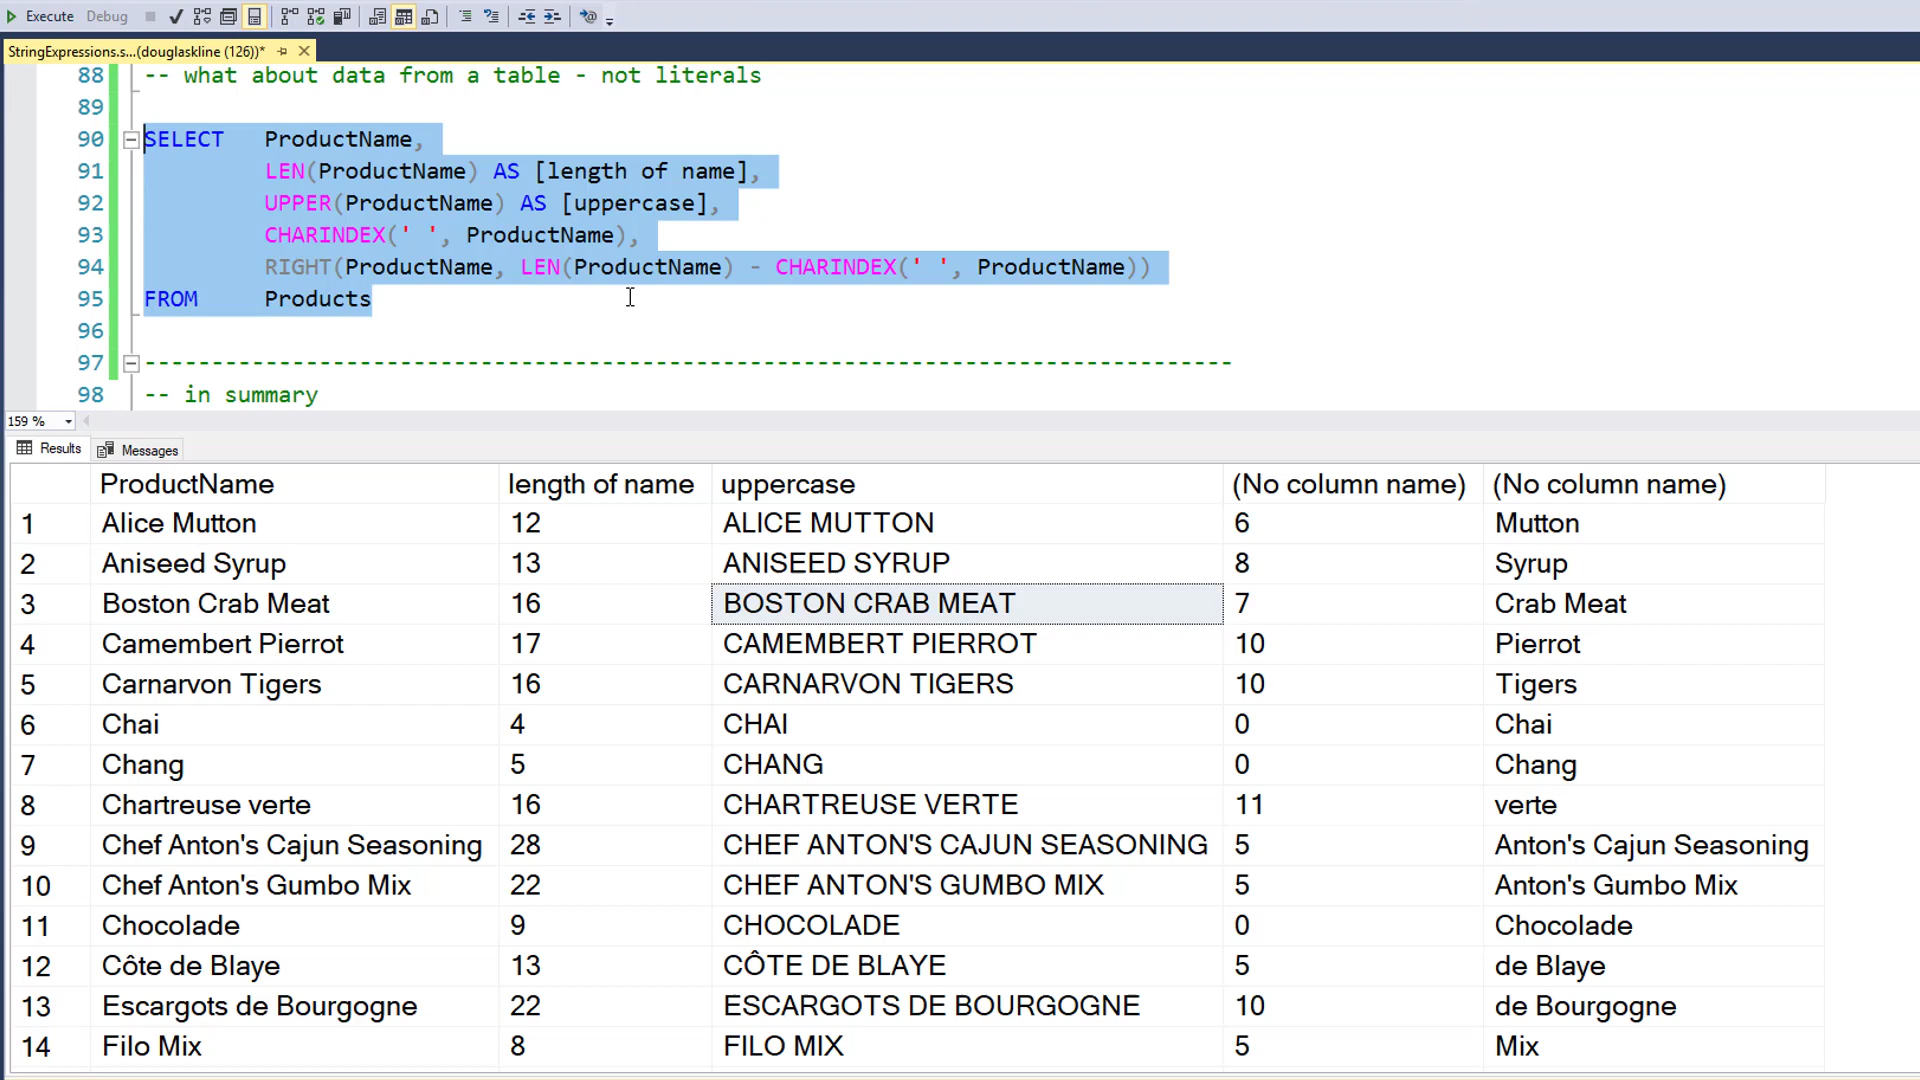 Execute Debug
StringExpressions.s...(douglaskline (126))*
88 -- what about data from a table - not literals
89
90 SELECT ProductName,
91 LEN(ProductName) AS [length of name],
92 UPPER(ProductName) AS [uppercase],
93 CHARINDEX(' ', ProductName),
94 RIGHT(ProductName, LEN(ProductName) - CHARINDEX(' ', ProductName))
95 FROM Products
96
97 ---------------------------------------------------------------------------------
98 -- in summary
159 %
Results Messages
ProductName length of name uppercase (No column name) (No column name)
1 Alice Mutton 12 ALICE MUTTON 6 Mutton
2 Aniseed Syrup 13 ANISEED SYRUP 8 Syrup
3 Boston Crab Meat 16 BOSTON CRAB MEAT 7 Crab Meat
4 Camembert Pierrot 17 CAMEMBERT PIERROT 10 Pierrot
5 Carnarvon Tigers 16 CARNARVON TIGERS 10 Tigers
6 Chai 4 CHAI 0 Chai
7 Chang 5 CHANG 0 Chang
8 Chartreuse verte 16 CHARTREUSE VERTE 11 verte
9 Chef Anton's Cajun Seasoning 28 CHEF ANTON'S CAJUN SEASONING 5 Anton's Cajun Seasoning
10 Chef Anton's Gumbo Mix 22 CHEF ANTON'S GUMBO MIX 5 Anton's Gumbo Mix
11 Chocolade 9 CHOCOLADE 0 Chocolade
12 Côte de Blaye 13 CÔTE DE BLAYE 5 de Blaye
13 Escargots de Bourgogne 22 ESCARGOTS DE BOURGOGNE 10 de Bourgogne
14 Filo Mix 8 FILO MIX 5 Mix